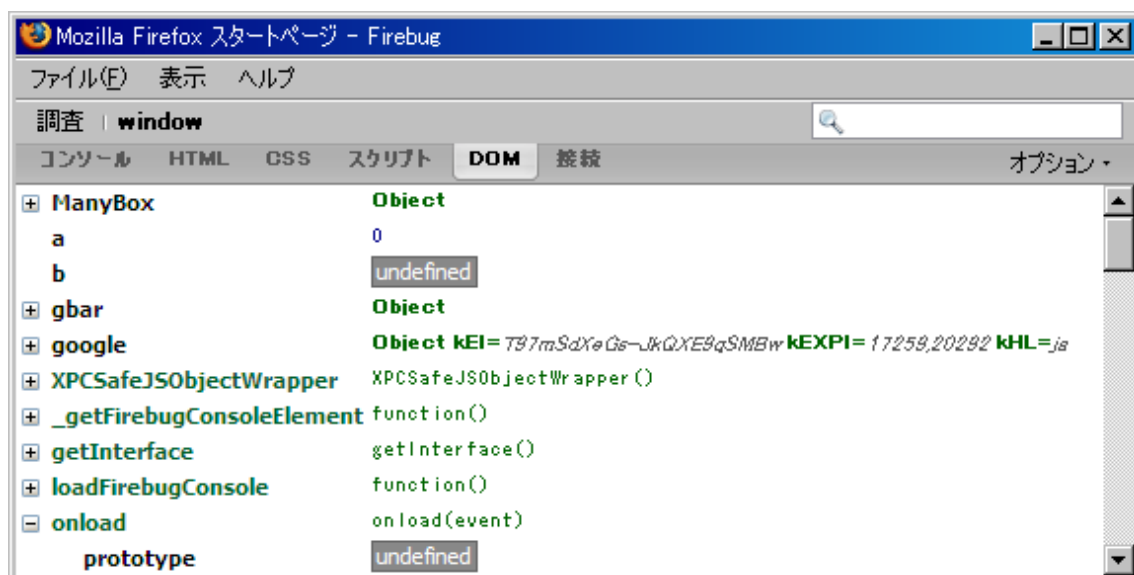 Mozilla Firefox スタートページ - Firebug
ファイル(F) 表示 ヘルプ
調査 window
コンソール HTML CSS スクリプト DOM 接続 オプション
ManyBox Object
a 0
b undefined
gbar Object
google Object kEI= kEXPI=17259,20292 kHL=ja
XPCSafeJSObjectWrapper XPCSafeJSObjectWrapper()
_getFirebugConsoleElement function()
getInterface getInterface()
loadFirebugConsole function()
onload onload(event)
prototype undefined